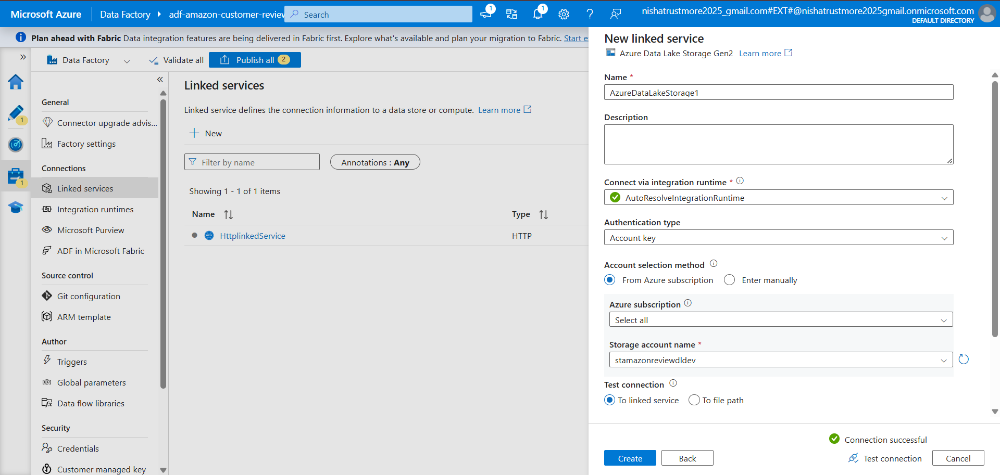 Microsoft Azure
Data Factory
adf-amazon-customer-review
Search
1
1
nishatrustmore2025_gmail.com#EXT#@nishatrustmore2025gmail.onmicrosoft.com
DEFAULT DIRECTORY
Plan ahead with Fabric Data integration features are being delivered in Fabric first. Explore what's available and plan your migration to Fabric. Start e
Data Factory
Validate all
Publish all 2
1
1
General
Connector upgrade advis...
Factory settings
Connections
Linked services
Integration runtimes
Microsoft Purview
ADF in Microsoft Fabric
Source control
Git configuration
ARM template
Author
Triggers
Global parameters
Data flow libraries
Security
Credentials
Customer managed key
Linked services
Linked service defines the connection information to a data store or compute. Learn more
New
Filter by name
Annotations : Any
Showing 1 - 1 of 1 items
Name Type
HTTP HttplinkedService HTTP
New linked service
Azure Data Lake Storage Gen2 Learn more
Name *
AzureDataLakeStorage1
Description
Connect via integration runtime *
AutoResolveIntegrationRuntime
Authentication type
Account key
Account selection method
From Azure subscription Enter manually
Azure subscription
Select all
Storage account name *
stamazonreviewdldev
Test connection
To linked service To file path
Connection successful
Create Back Test connection Cancel